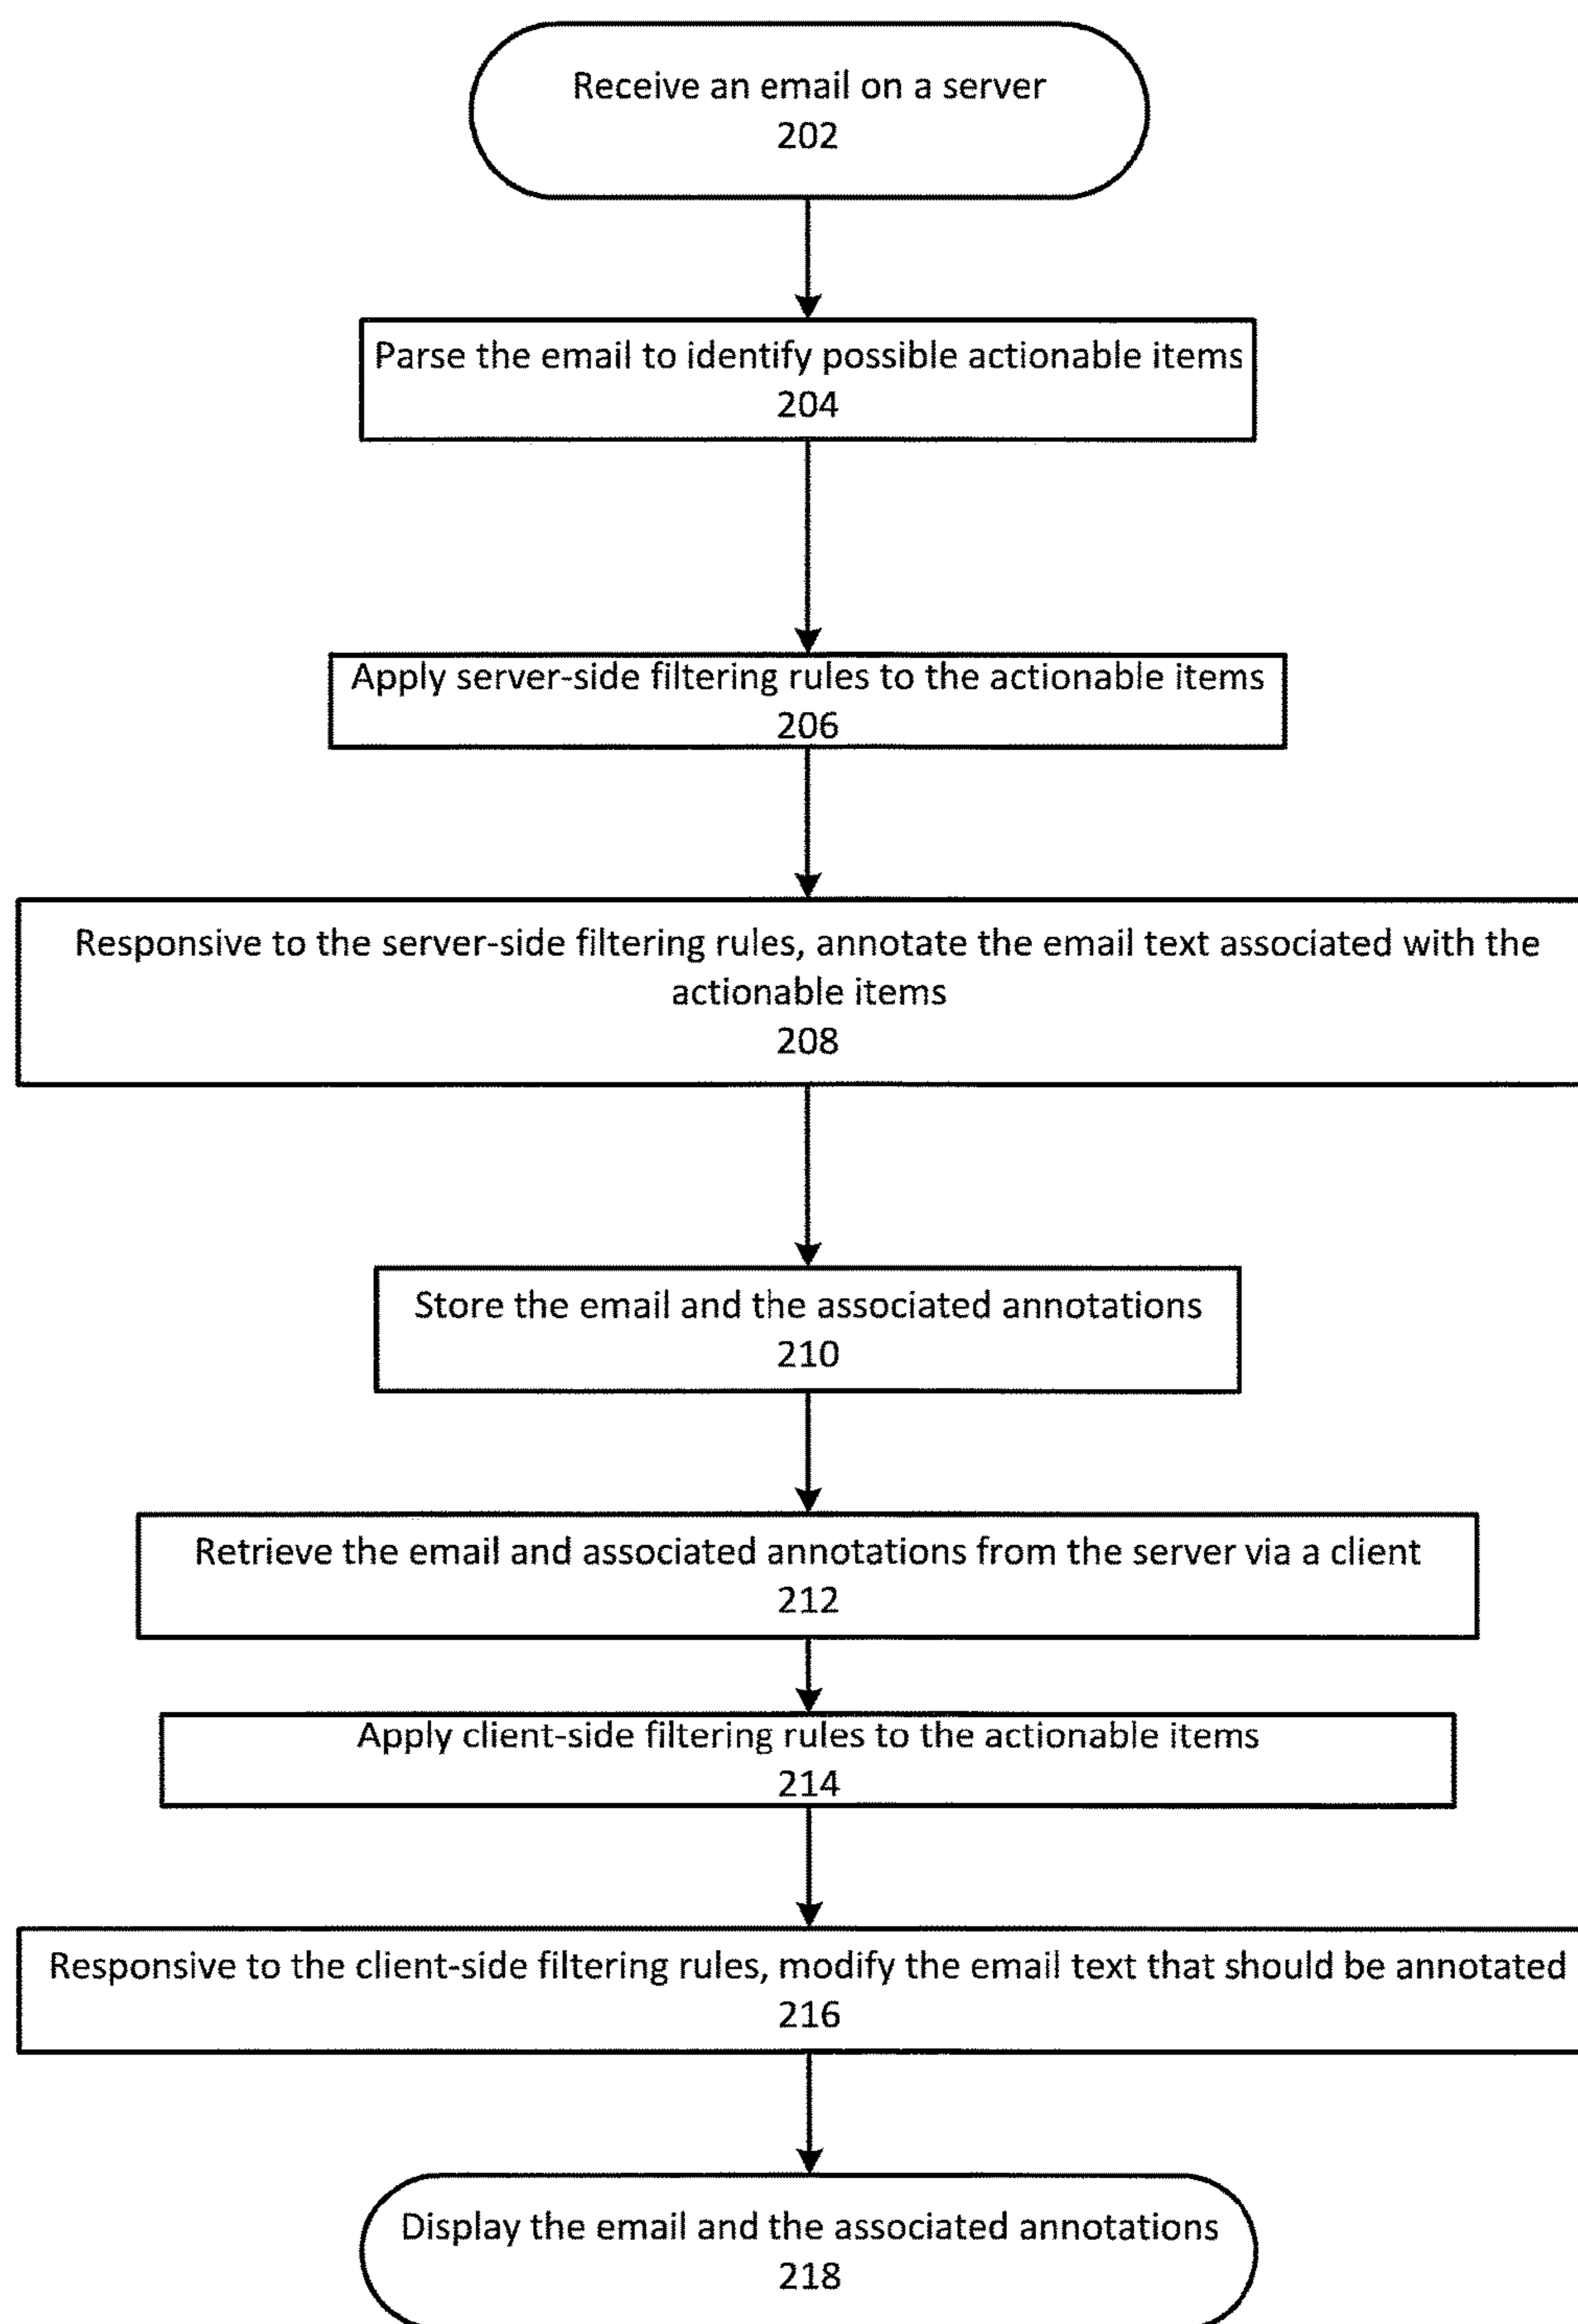 Receive an email on a server
202
Parse the email to identify possible actionable items
204
Apply server-side filtering rules to the actionable items
206
Responsive to the server-side filtering rules, annotate the email text associated with the
actionable items
208
Store the email and the associated annotations
210
Retrieve the email and associated annotations from the server via a client
212
Apply client-side filtering rules to the actionable items
214
Responsive to the client-side filtering rules, modify the email text that should be annotated
216
Display the email and the associated annotations
218